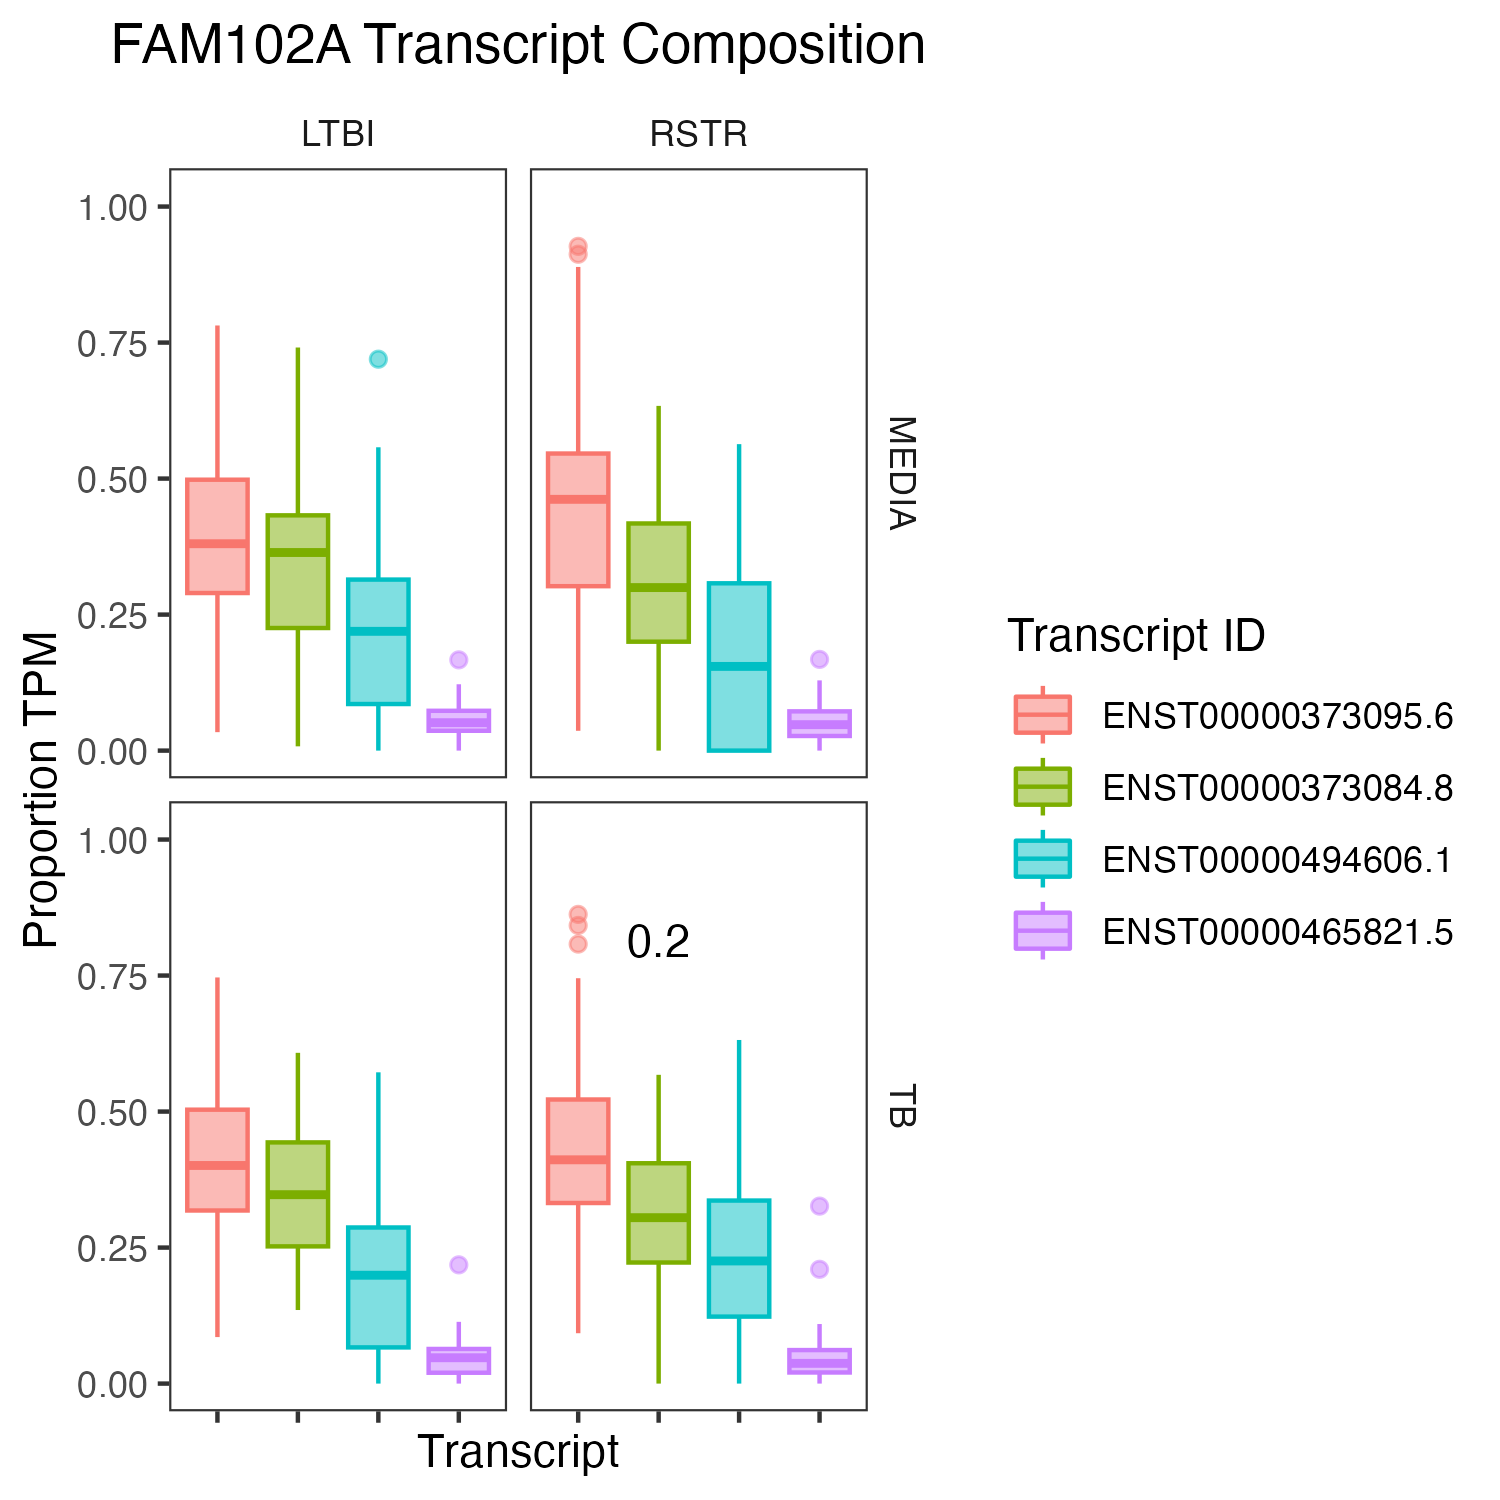 FAM102A Transcript Composition
LTBI
RSTR
1.00
0.75
0.50
0.25
0.00
MEDIA
1.00
0.75
0.50
0.25
0.00
0.2
TB
Proportion TPM
Transcript
Transcript ID
ENST00000373095.6
ENST00000373084.8
ENST00000494606.1
ENST00000465821.5